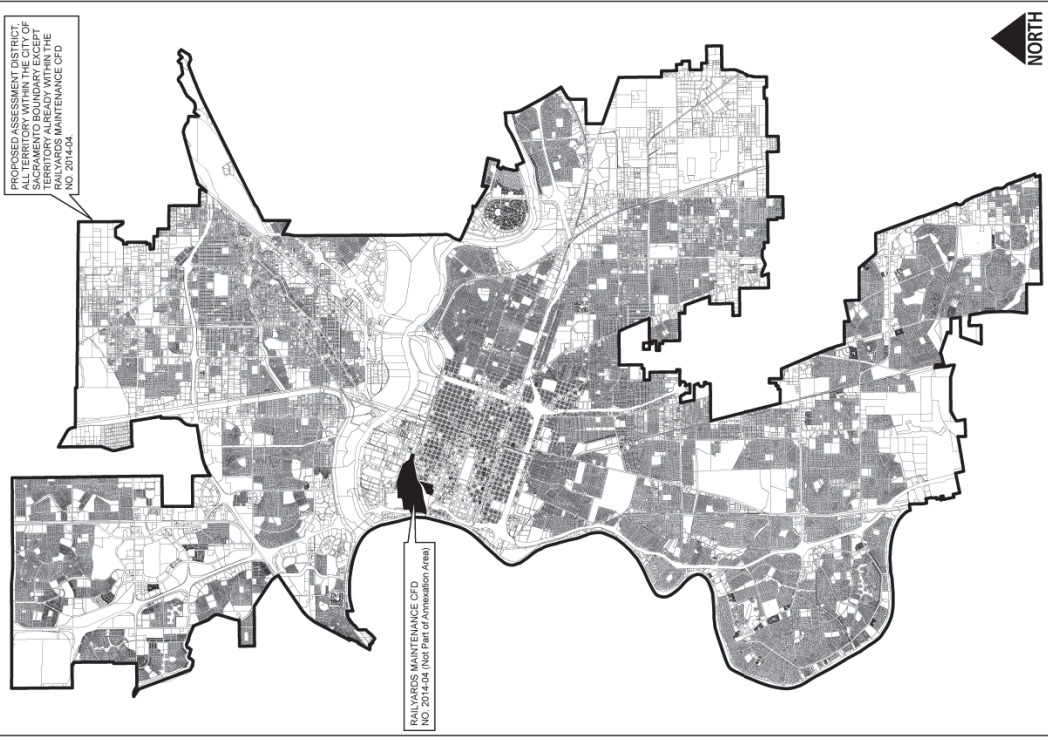 PROPOSED ASSESSMENT DISTRICT,
ALL TERRITORY WITHIN THE CITY OF
SACRAMENTO BOUNDARY EXCEPT
TERRITORY ALREADY WITHIN THE
RAILYARDS MAINTENANCE CFD
NO. 2014-04.
RAILYARDS MAINTENANCE CFD
NO. 2014-04 (Not Part of Annexation Area)
NORTH